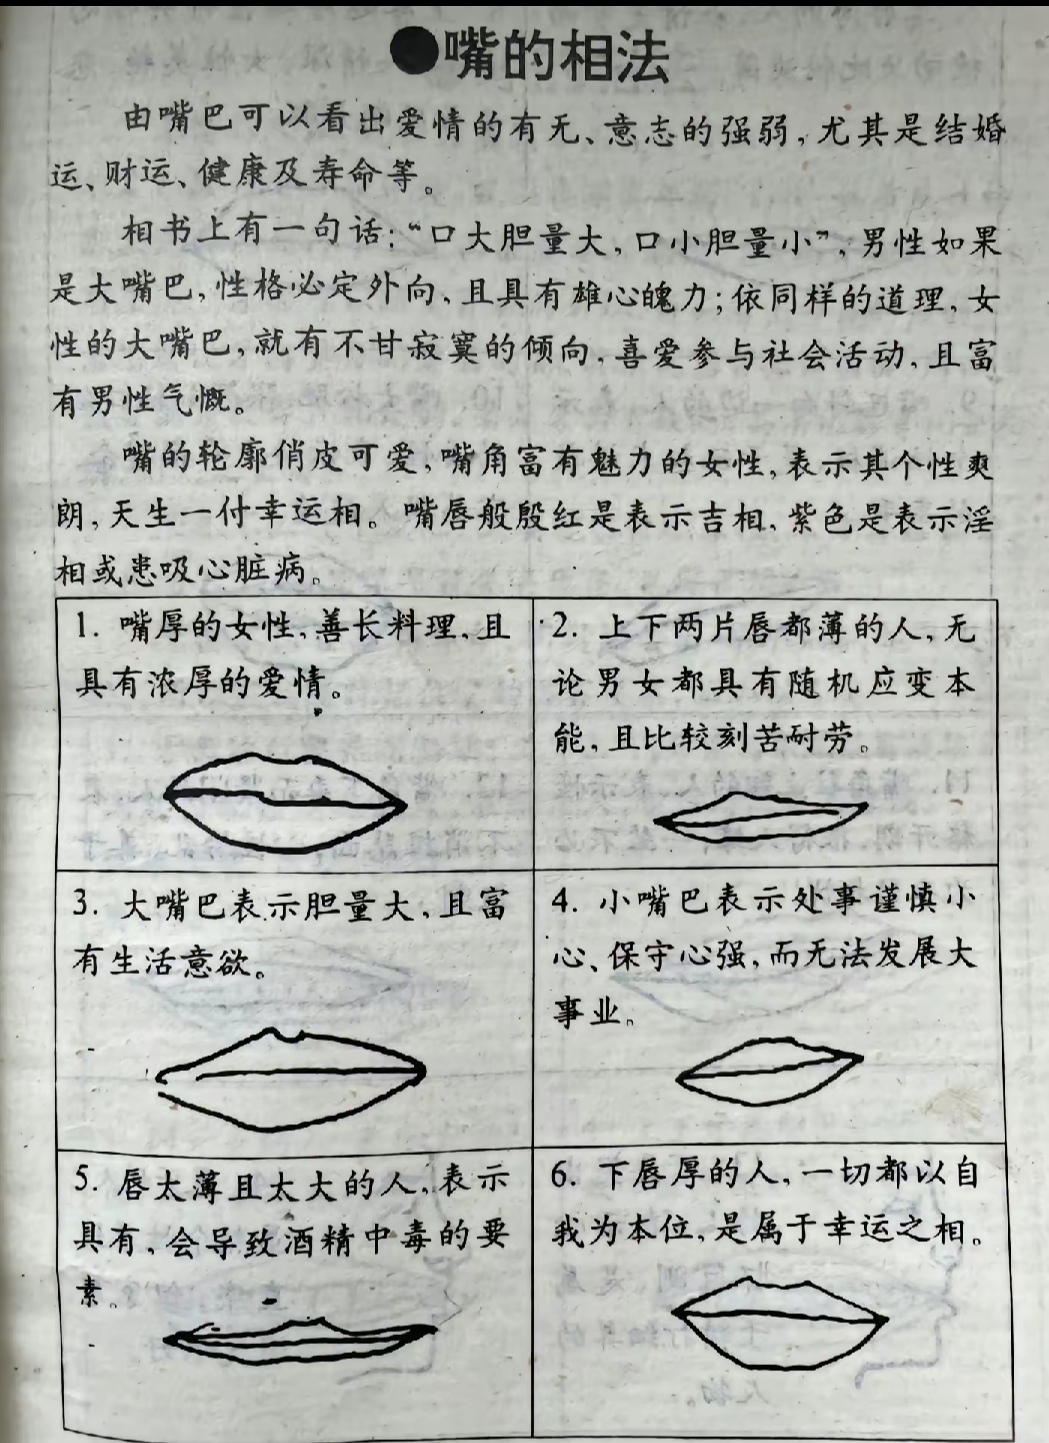 ●嘴的相法
由嘴巴可以看出爱情的有无、意志的强弱,尤其是结婚
运、财运、健康及寿命等。
相书上有一句话:“口大胆量大,口小胆量小”,男性如果
是大嘴巴,性格必定外向,且具有雄心魄力;依同样的道理,女
性的大嘴巴,就有不甘寂寞的倾向,喜爱参与社会活动,且富
有男性气慨。
嘴的轮廓俏皮可爱,嘴角富有魅力的女性,表示其个性爽
朗,天生一付幸运相。嘴唇般殷红是表示吉相,紫色是表示淫
相或患吸心脏病。
1. 嘴厚的女性,善长料理,且
具有浓厚的爱情。
2. 上下两片唇都薄的人,无
论男女都具有随机应变本
能,且比较刻苦耐劳。
3. 大嘴巴表示胆量大,且富
有生活意欲。
4. 小嘴巴表示处事谨慎小
心、保守心强,而无法发展大
事业。
5. 唇太薄且太大的人,表示
具有,会导致酒精中毒的要
素。
6. 下唇厚的人,一切都以自
我为本位,是属于幸运之相。